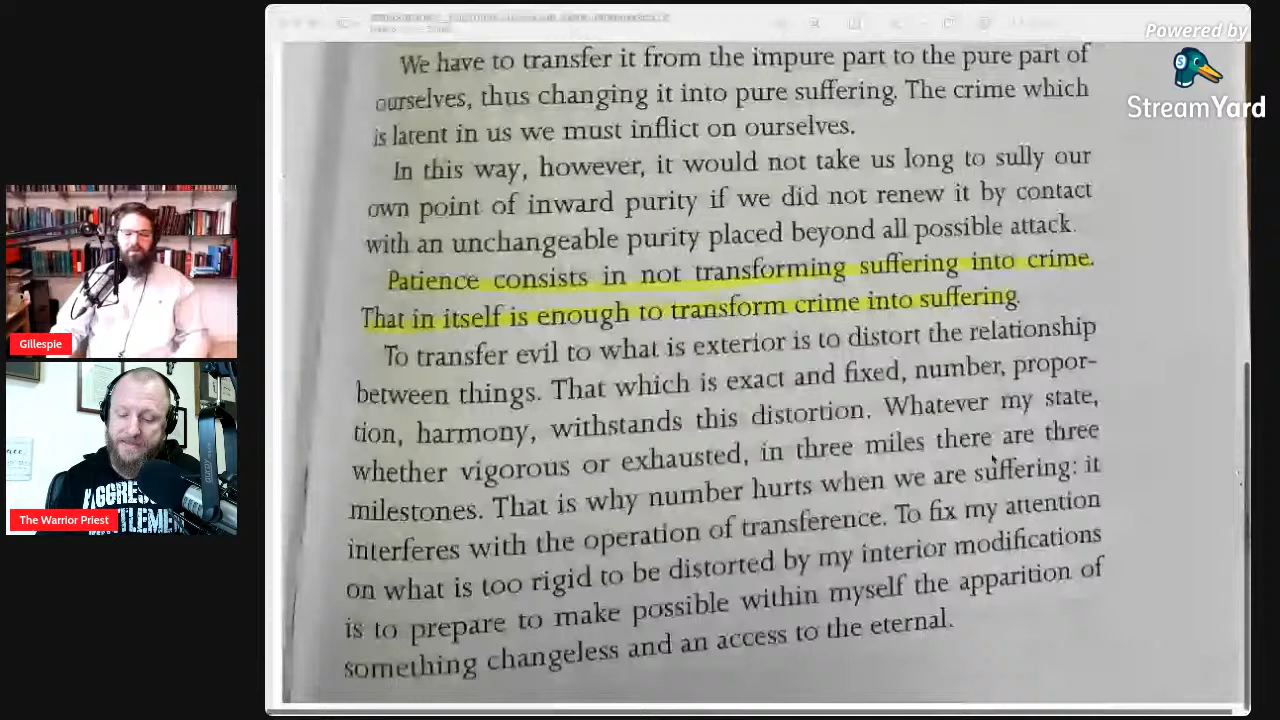 Powered by
StreamYard
We have to transfer it from the impure part to the pure part of
ourselves, thus changing it into pure suffering. The crime which
is latent in us we must inflict on ourselves.
In this way, however, it would not take us long to sully our
own point of inward purity if we did not renew it by contact
with an unchangeable purity placed beyond all possible attack.
Patience consists in not transforming suffering into crime.
That in itself is enough to transform crime into suffering.
To transfer evil to what is exterior is to distort the relationship
between things. That which is exact and fixed, number, propor-
tion, harmony, withstands this distortion. Whatever my state,
whether vigorous or exhausted, in three miles there are three
milestones. That is why number hurts when we are suffering: it
interferes with the operation of transference. To fix my attention
on what is too rigid to be distorted by my interior modifications
is to prepare to make possible within myself the apparition of
something changeless and an access to the eternal.
Gillespie
The Warrior Priest